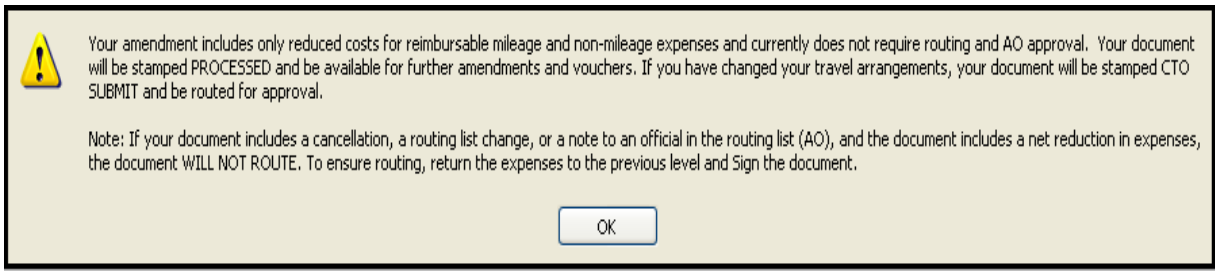 Your amendment includes only reduced costs for reimbursable mileage and non-mileage expenses and currently does not require routing and AO approval.  Your document
will be stamped PROCESSED and be available for further amendments and vouchers. If you have changed your travel arrangements, your document will be stamped CTO
SUBMIT and be routed for approval.
Note: If your document includes a cancellation, a routing list change, or a note to an official in the routing list (AO), and the document includes a net reduction in expenses,
the document WILL NOT ROUTE. To ensure routing, return the expenses to the previous level and Sign the document.
OK